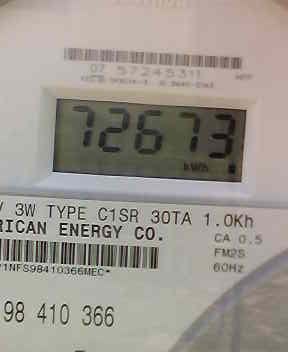 07 57245311
72673
kWh
V 3W TYPE C1SR 30TA 1.0Kh
RICAN ENERGY CO.
CA 0.5
FM2S
60Hz
1NFS98410366MEC*
98 410 366